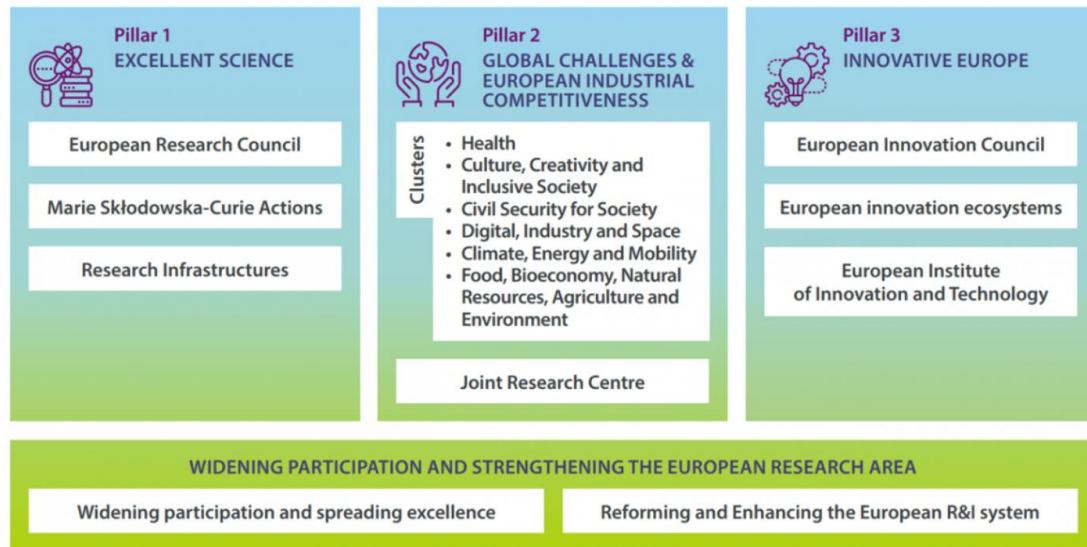 Pillar 1
EXCELLENT SCIENCE
European Research Council
Marie Skłodowska-Curie Actions
Research Infrastructures
Pillar 2
GLOBAL CHALLENGES &
EUROPEAN INDUSTRIAL
COMPETITIVENESS
Clusters
• Health
• Culture, Creativity and
Inclusive Society
• Civil Security for Society
• Digital, Industry and Space
• Climate, Energy and Mobility
• Food, Bioeconomy, Natural
Resources, Agriculture and
Environment
Joint Research Centre
Pillar 3
INNOVATIVE EUROPE
European Innovation Council
European innovation ecosystems
European Institute
of Innovation and Technology
WIDENING PARTICIPATION AND STRENGTHENING THE EUROPEAN RESEARCH AREA
Widening participation and spreading excellence
Reforming and Enhancing the European R&I system